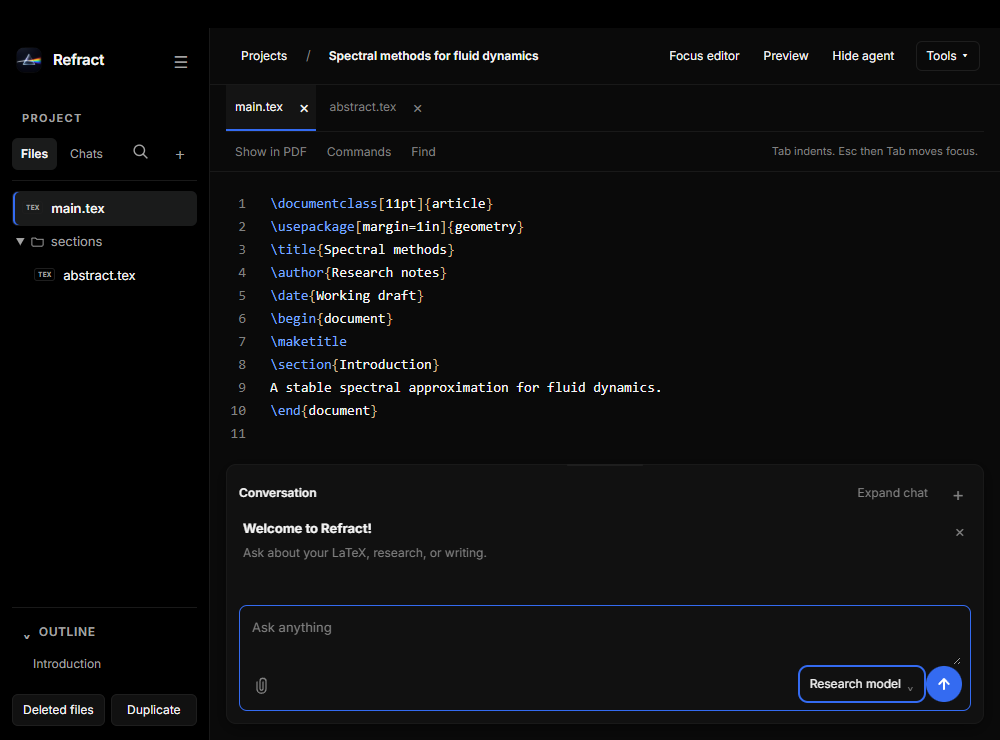 Refract
Projects / Spectral methods for fluid dynamics
Focus editor Preview Hide agent Tools
PROJECT
Files Chats +
TEX main.tex
sections
TEX abstract.tex
main.tex × abstract.tex ×
Show in PDF Commands Find
Tab indents. Esc then Tab moves focus.
1 \documentclass[11pt]{article}
2 \usepackage[margin=1in]{geometry}
3 \title{Spectral methods}
4 \author{Research notes}
5 \date{Working draft}
6 \begin{document}
7 \maketitle
8 \section{Introduction}
9 A stable spectral approximation for fluid dynamics.
10 \end{document}
11
Conversation
Expand chat +
Welcome to Refract! ×
Ask about your LaTeX, research, or writing.
Ask anything
Research model
OUTLINE
Introduction
Deleted files Duplicate